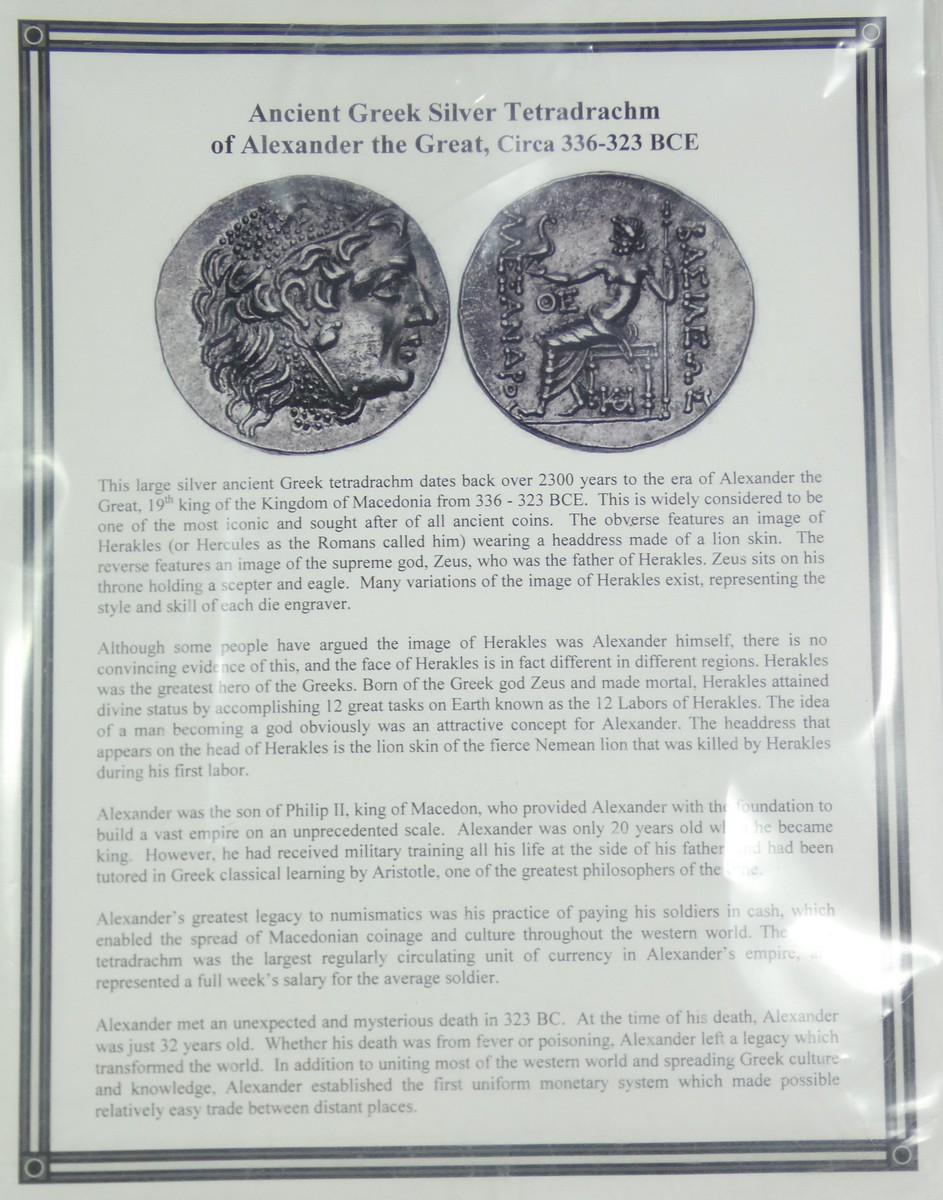 Ancient Greek Silver Tetradrachm
of Alexander the Great, Circa 336-323 BCE
ΒΑΣΙΛΕΩΣ
This large silver ancient Greek tetradrachm dates back over 2300 years to the era of Alexander the
Great, 19th king of the Kingdom of Macedonia from 336 - 323 BCE. This is widely considered to be
one of the most iconic and sought after of all ancient coins. The obverse features an image of
Herakles (or Hercules as the Romans called him) wearing a headdress made of a lion skin. The
reverse features an image of the supreme god, Zeus, who was the father of Herakles. Zeus sits on his
throne holding a scepter and eagle. Many variations of the image of Herakles exist, representing the
style and skill of each die engraver.
Although some people have argued the image of Herakles was Alexander himself, there is no
convincing evidence of this, and the face of Herakles is in fact different in different regions. Herakles
was the greatest hero of the Greeks. Born of the Greek god Zeus and made mortal, Herakles attained
divine status by accomplishing 12 great tasks on Earth known as the 12 Labors of Herakles. The idea
of a man becoming a god obviously was an attractive concept for Alexander. The headdress that
appears on the head of Herakles is the lion skin of the fierce Nemean lion that was killed by Herakles
during his first labor.
Alexander was the son of Philip II, king of Macedon, who provided Alexander with the foundation to
build a vast empire on an unprecedented scale. Alexander was only 20 years old he became
king. However, he had received military training all his life at the side of his father and had been
tutored in Greek classical learning by Aristotle, one of the greatest philosophers of the
Alexander's greatest legacy to numismatics was his practice of paying his soldiers in cash, which
enabled the spread of Macedonian coinage and culture throughout the western world. The
tetradrachm was the largest regularly circulating unit of currency in Alexander's empire,
represented a full week's salary for the average soldier.
Alexander met an unexpected and mysterious death in 323 BC. At the time of his death, Alexander
was just 32 years old. Whether his death was from fever or poisoning, Alexander left a legacy which
transformed the world. In addition to uniting most of the western world and spreading Greek culture
and knowledge, Alexander established the first uniform monetary system which made possible
relatively easy trade between distant places.